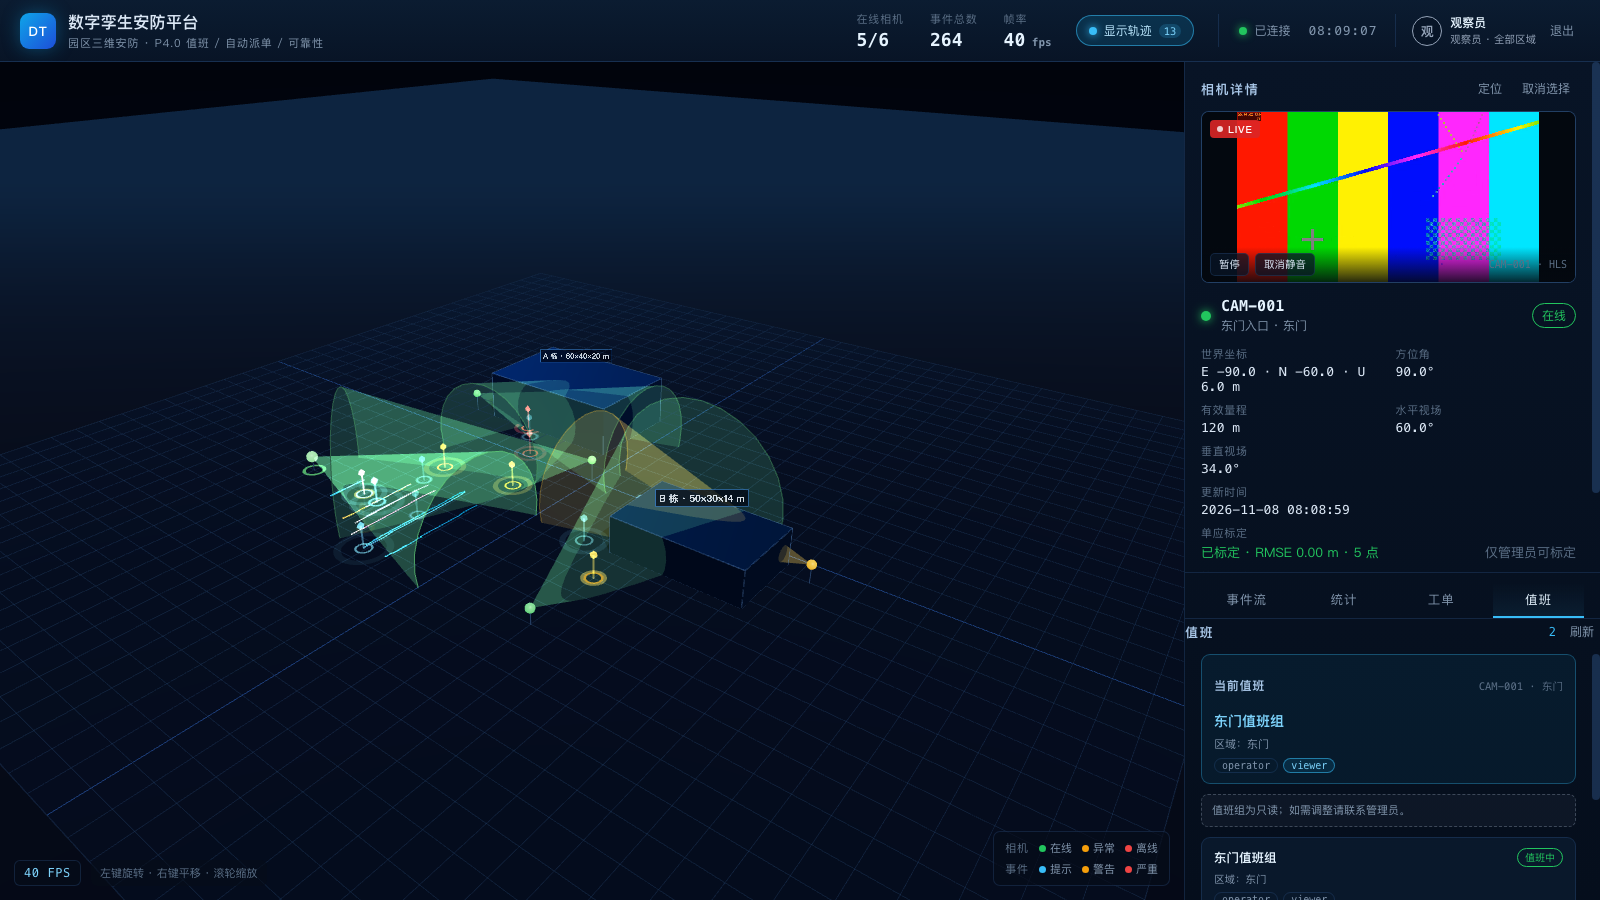 DT
数字孪生安防平台
园区三维安防 · P4.0 值班 / 自动派单 / 可靠性
在线相机
5/6
事件总数
264
帧率
40 fps
显示轨迹 13
已连接
08:09:07
观
观察员
观察员 · 全部区域
退出
A 栋 · 60×40×20 m
B 栋 · 50×30×14 m
40 FPS
左键旋转 · 右键平移 · 滚轮缩放
相机 在线 异常 离线
事件 提示 警告 严重
相机详情
定位
取消选择
LIVE
暂停
取消静音
CAM-001 · HLS
CAM-001
东门入口 · 东门
在线
世界坐标
E -90.0 · N -60.0 · U
6.0 m
方位角
90.0°
有效量程
120 m
水平视场
60.0°
垂直视场
34.0°
更新时间
2026-11-08 08:08:59
单应标定
已标定 · RMSE 0.00 m · 5 点
仅管理员可标定
事件流
统计
工单
值班
值班
2
刷新
当前值班
CAM-001 · 东门
东门值班组
区域: 东门
operator
viewer
值班组为只读; 如需调整请联系管理员。
东门值班组
值班中
区域: 东门
operator
viewer